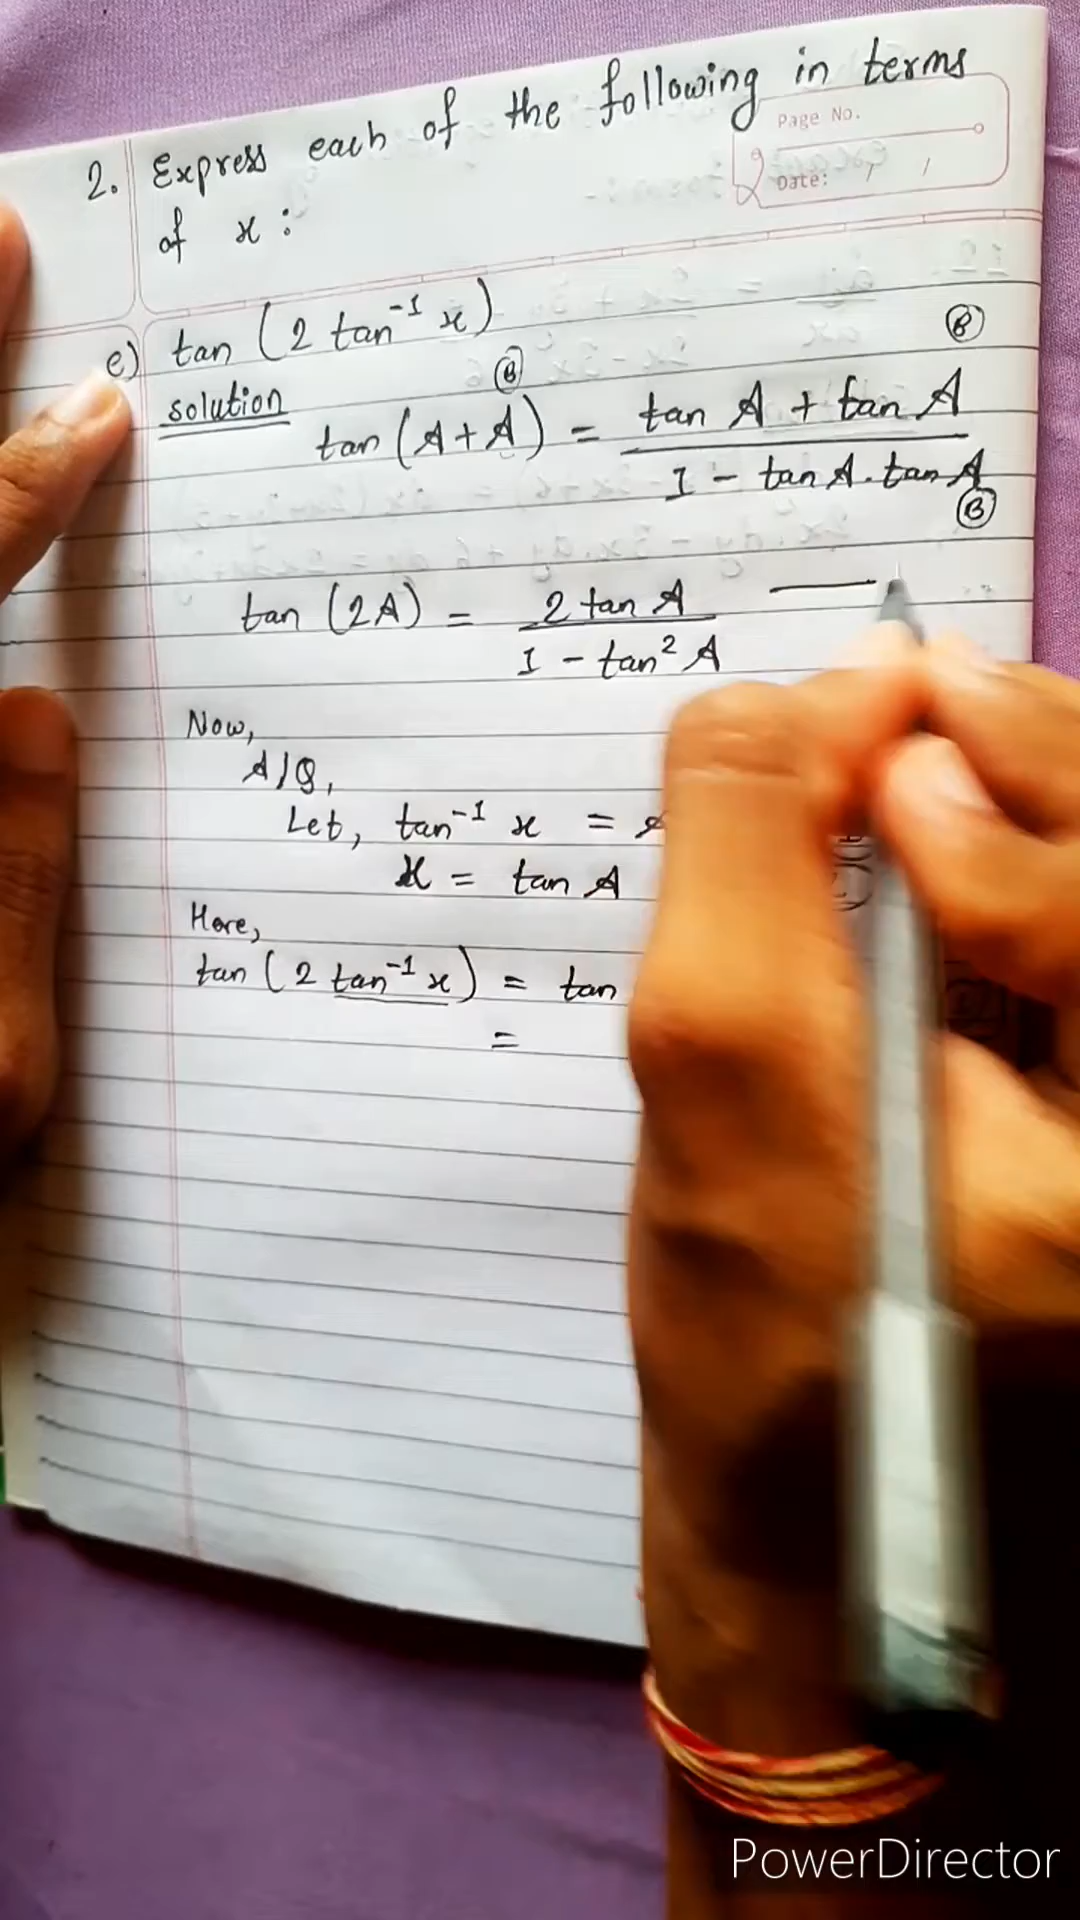 2. Express each of the following in terms
Page No.
Date: / /
of x :
e) tan (2 tan⁻¹ x)
solution
B B
tan (A + A) = tan A + tan A
1 - tan A . tan A
B
tan (2A) = 2 tan A
1 - tan² A
Now,
A/Q,
Let, tan⁻¹ x =
x = tan A
Here,
tan (2 tan⁻¹ x) = tan
=
PowerDirector